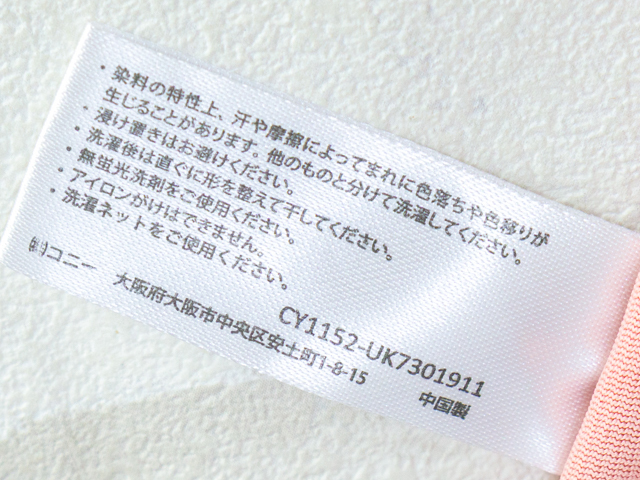 ・染料の特性上、汗や摩擦によってまれに色落ちや色移りが
生じることがあります。他のものと分けて洗濯してください。
・浸け置きはお避けください。
・洗濯後は直ぐに形を整えて干してください。
・無蛍光洗剤をご使用ください。
・アイロンがけはできません。
・洗濯ネットをご使用ください。
CY1152-UK7301911
㈱コニー 大阪府大阪市中央区安土町1-8-15
中国製